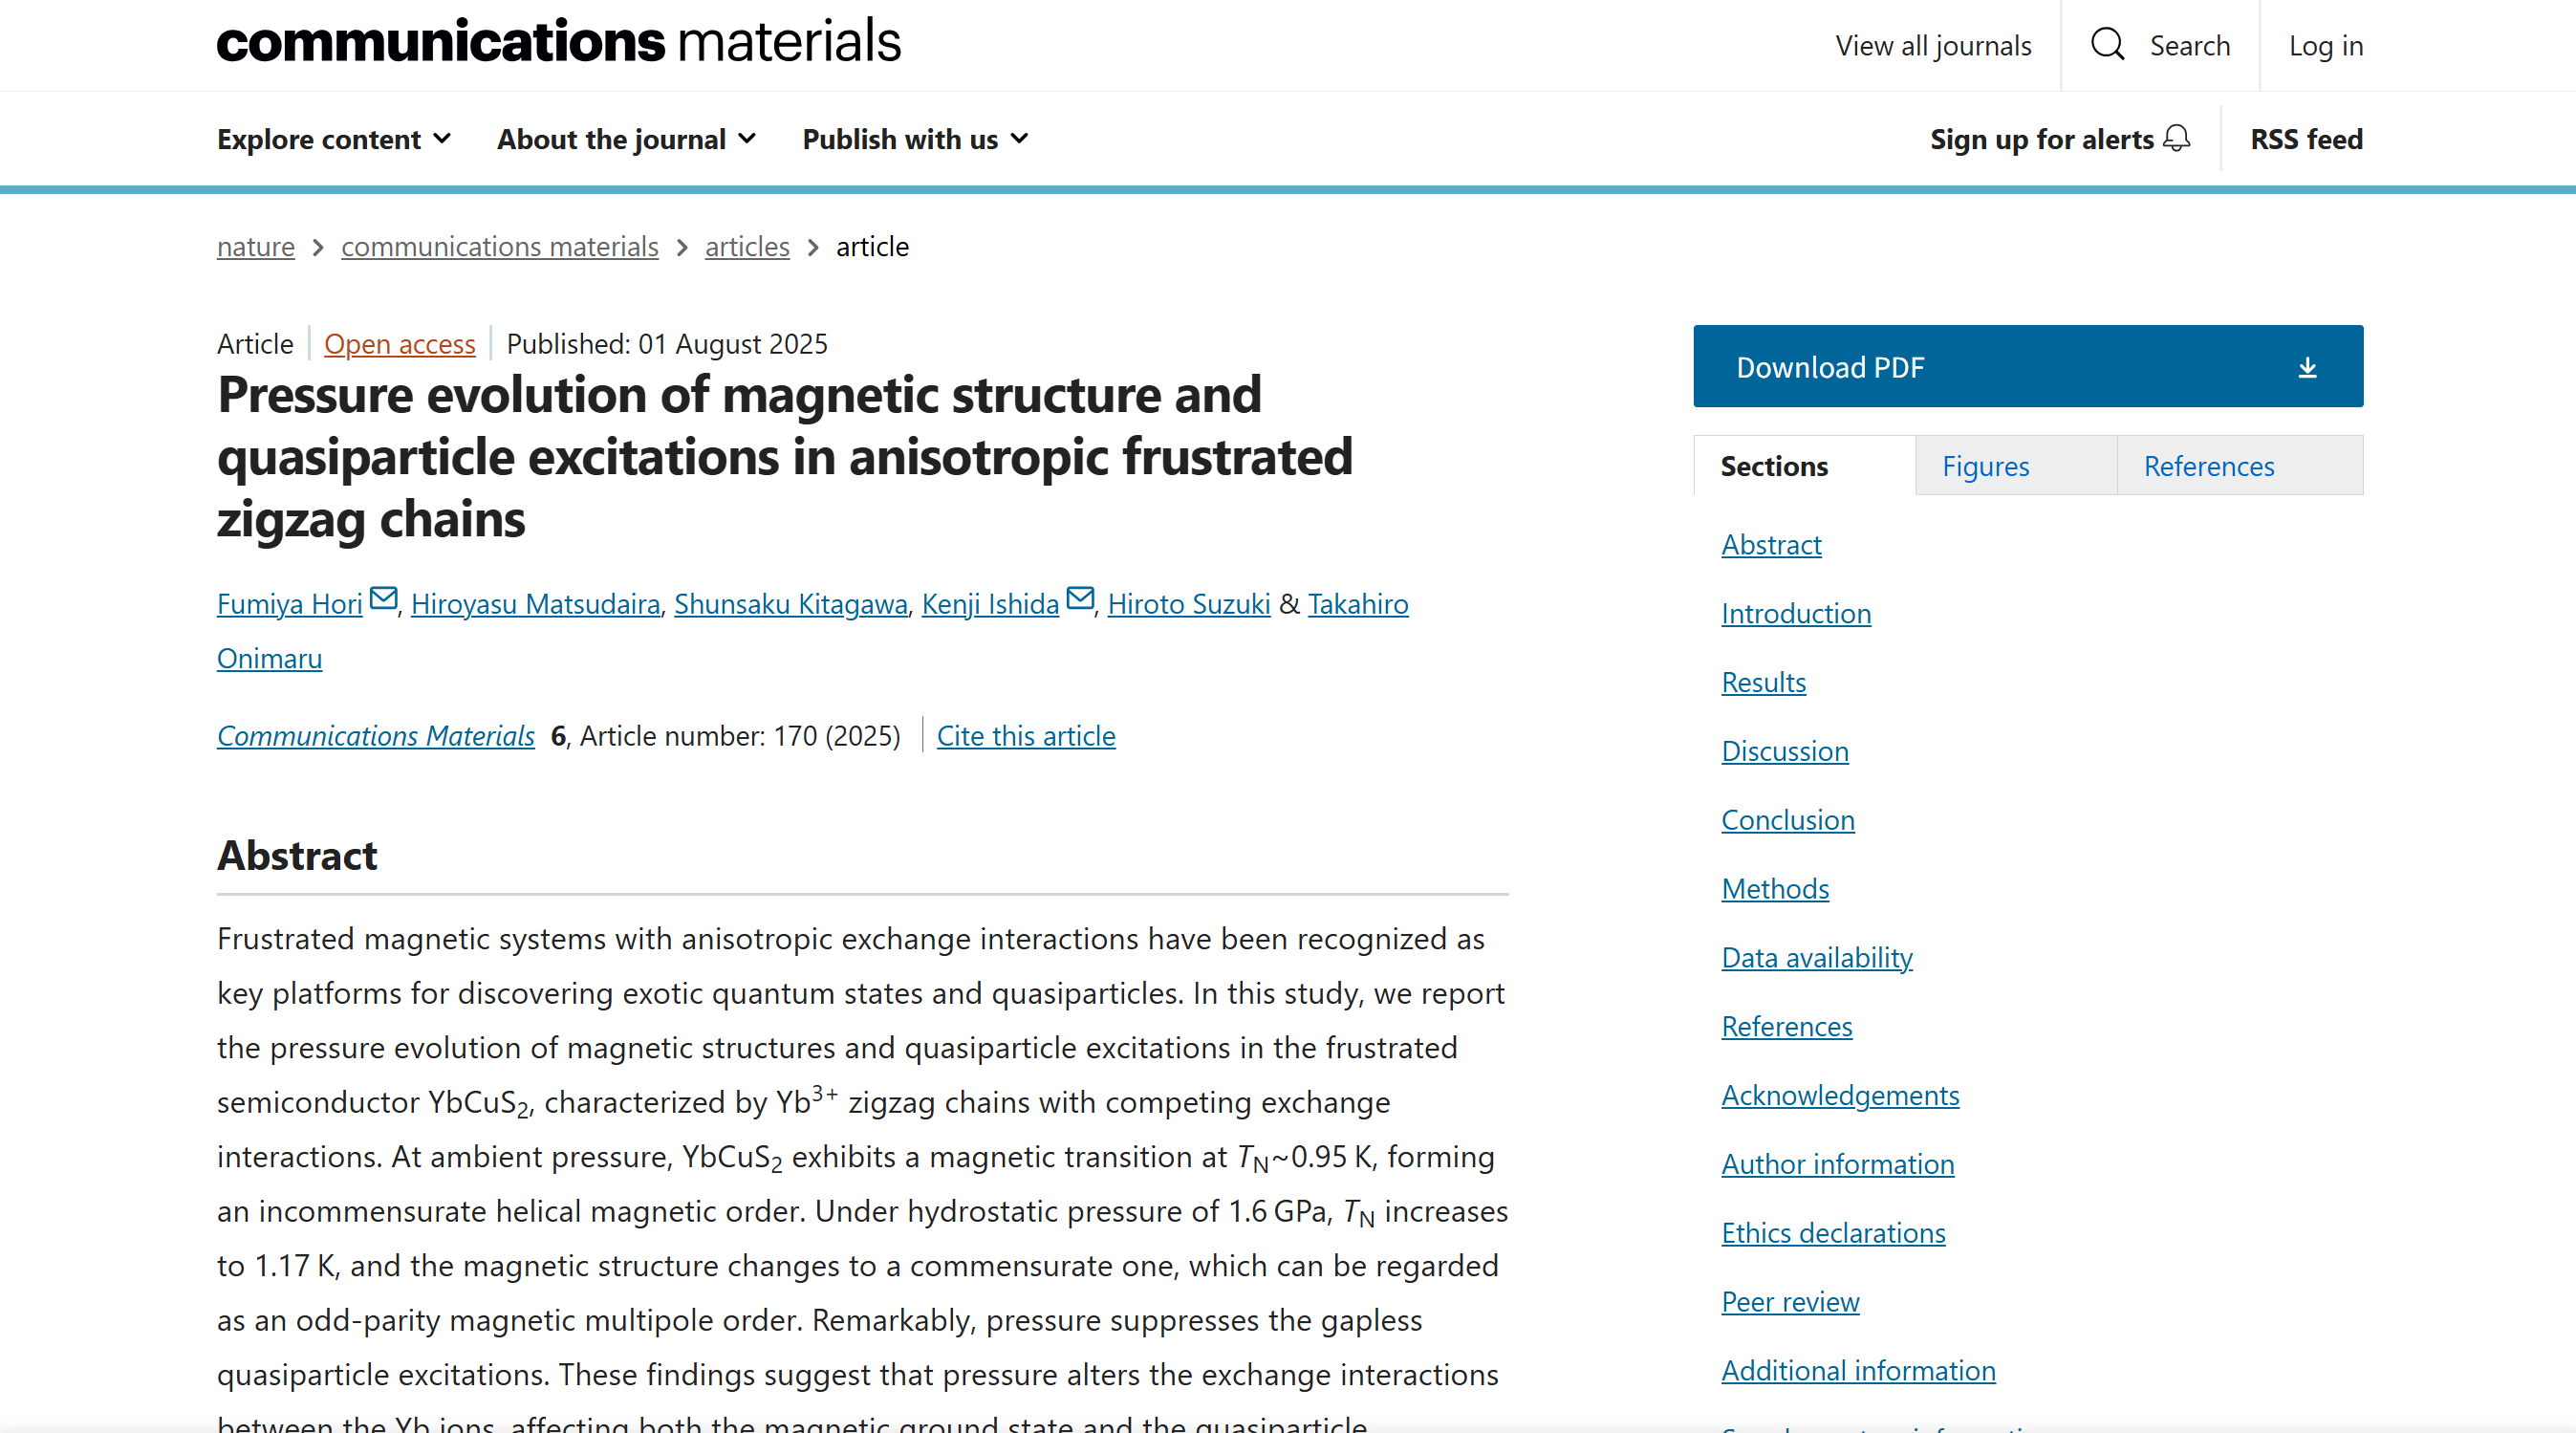 communications materials
View all journals
Search
Log in
Explore content
About the journal
Publish with us
Sign up for alerts
RSS feed
nature > communications materials > articles > article
Article | Open access | Published: 01 August 2025
Pressure evolution of magnetic structure and
quasiparticle excitations in anisotropic frustrated
zigzag chains
Fumiya Hori, Hiroyasu Matsudaira, Shunsaku Kitagawa, Kenji Ishida, Hiroto Suzuki & Takahiro
Onimaru
Communications Materials 6, Article number: 170 (2025) | Cite this article
Abstract
Frustrated magnetic systems with anisotropic exchange interactions have been recognized as
key platforms for discovering exotic quantum states and quasiparticles. In this study, we report
the pressure evolution of magnetic structures and quasiparticle excitations in the frustrated
semiconductor YbCuS₂, characterized by Yb³⁺ zigzag chains with competing exchange
interactions. At ambient pressure, YbCuS₂ exhibits a magnetic transition at TN~0.95 K, forming
an incommensurate helical magnetic order. Under hydrostatic pressure of 1.6 GPa, TN increases
to 1.17 K, and the magnetic structure changes to a commensurate one, which can be regarded
as an odd-parity magnetic multipole order. Remarkably, pressure suppresses the gapless
quasiparticle excitations. These findings suggest that pressure alters the exchange interactions
between the Yb ions, affecting both the magnetic ground state and the quasiparticle
Download PDF
Sections
Figures
References
Abstract
Introduction
Results
Discussion
Conclusion
Methods
Data availability
References
Acknowledgements
Author information
Ethics declarations
Peer review
Additional information